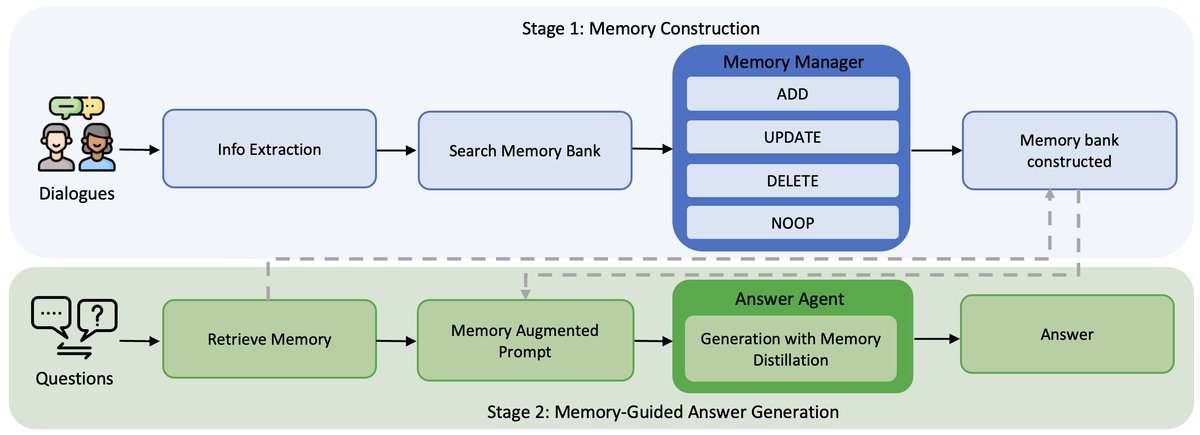 Stage 1: Memory Construction
Dialogues
Info Extraction
Search Memory Bank
Memory Manager
ADD
UPDATE
DELETE
NOOP
Memory bank
constructed
Questions
Retrieve Memory
Memory Augmented
Prompt
Answer Agent
Generation with Memory
Distillation
Answer
Stage 2: Memory-Guided Answer Generation